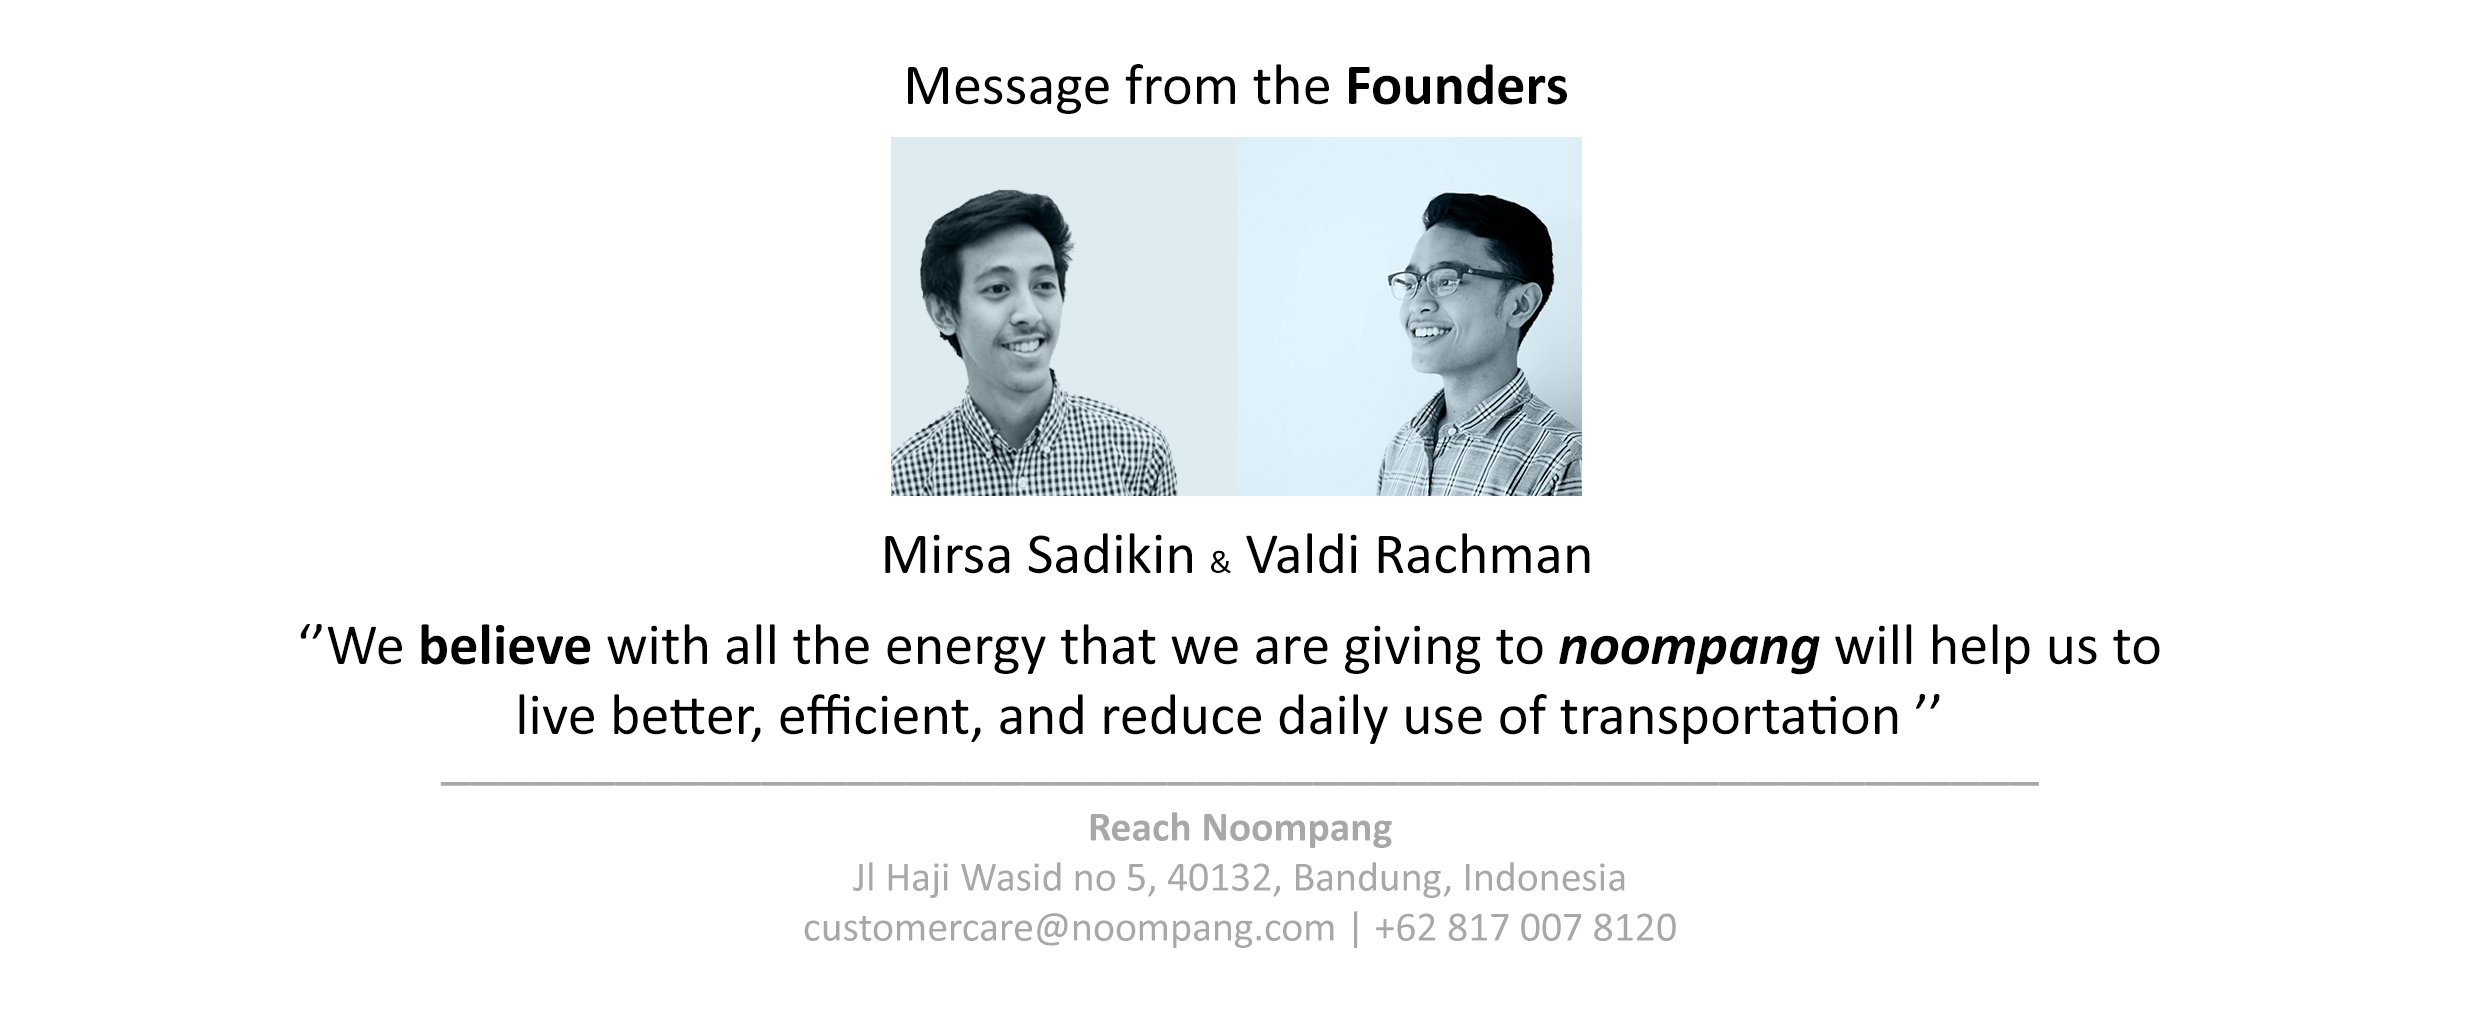 Message from the Founders
Mirsa Sadikin & Valdi Rachman
‘’We believe with all the energy that we are giving to noompang will help us to
live better, efficient, and reduce daily use of transportation ’’
Reach Noompang
Jl Haji Wasid no 5, 40132, Bandung, Indonesia
customercare@noompang.com | +62 817 007 8120